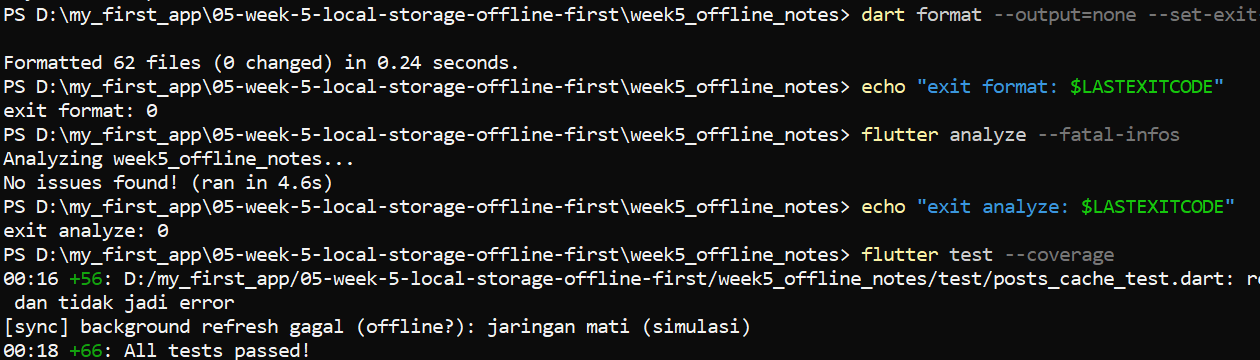 PS D:\my_first_app\05-week-5-local-storage-offline-first\week5_offline_notes> dart format --output=none --set-exit
Formatted 62 files (0 changed) in 0.24 seconds.
PS D:\my_first_app\05-week-5-local-storage-offline-first\week5_offline_notes> echo "exit format: $LASTEXITCODE"
exit format: 0
PS D:\my_first_app\05-week-5-local-storage-offline-first\week5_offline_notes> flutter analyze --fatal-infos
Analyzing week5_offline_notes...
No issues found! (ran in 4.6s)
PS D:\my_first_app\05-week-5-local-storage-offline-first\week5_offline_notes> echo "exit analyze: $LASTEXITCODE"
exit analyze: 0
PS D:\my_first_app\05-week-5-local-storage-offline-first\week5_offline_notes> flutter test --coverage
00:16 +56: D:/my_first_app/05-week-5-local-storage-offline-first/week5_offline_notes/test/posts_cache_test.dart:
dan tidak jadi error
[sync] background refresh gagal (offline?): jaringan mati (simulasi)
00:18 +66: All tests passed!